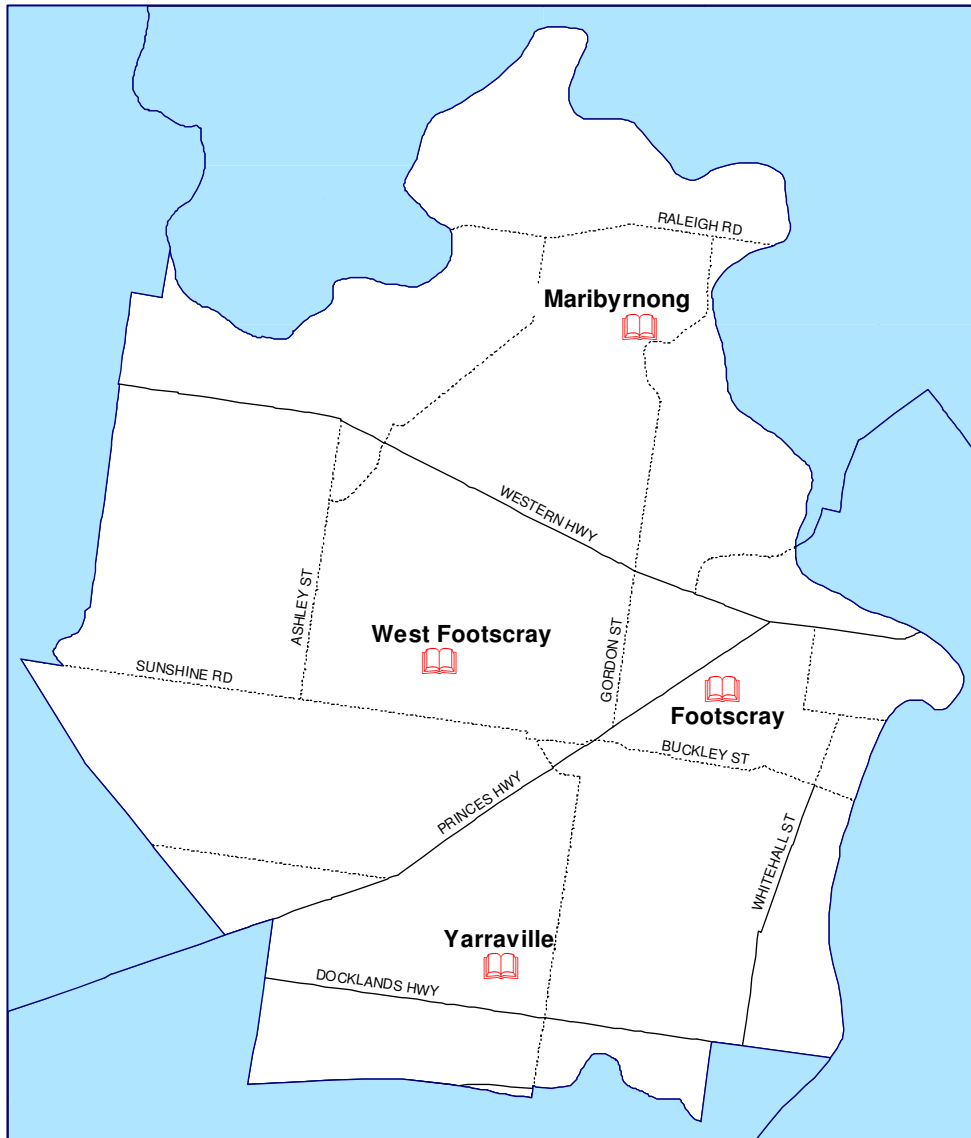 RALEIGH RD
Maribyrnong
WESTERN HWY
ASHLEY ST
West Footscray
GORDON ST
SUNSHINE RD
Footscray
BUCKLEY ST
PRINCES HWY
WHITEHALL ST
Yarraville
DOCKLANDS HWY